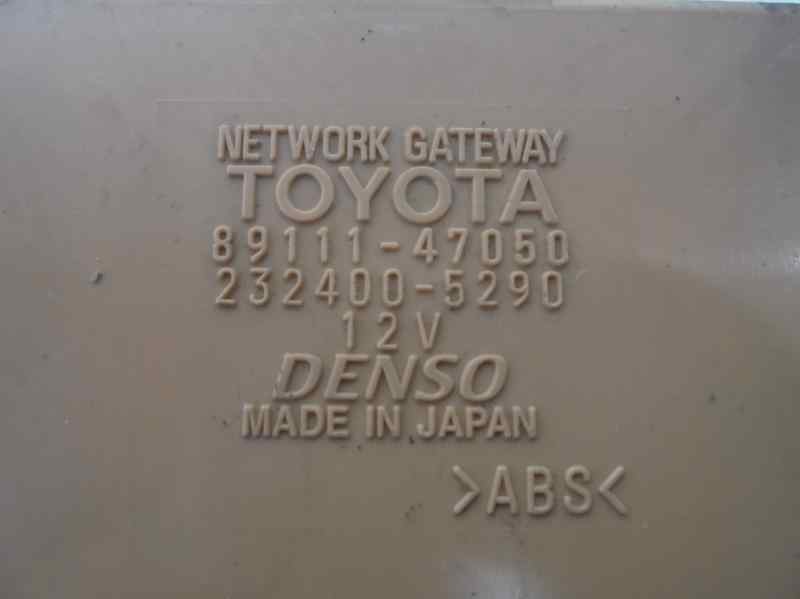 NETWORK GATEWAY
TOYOTA
89111-47050
232400-5290
12V
DENSO
MADE IN JAPAN
>ABS<